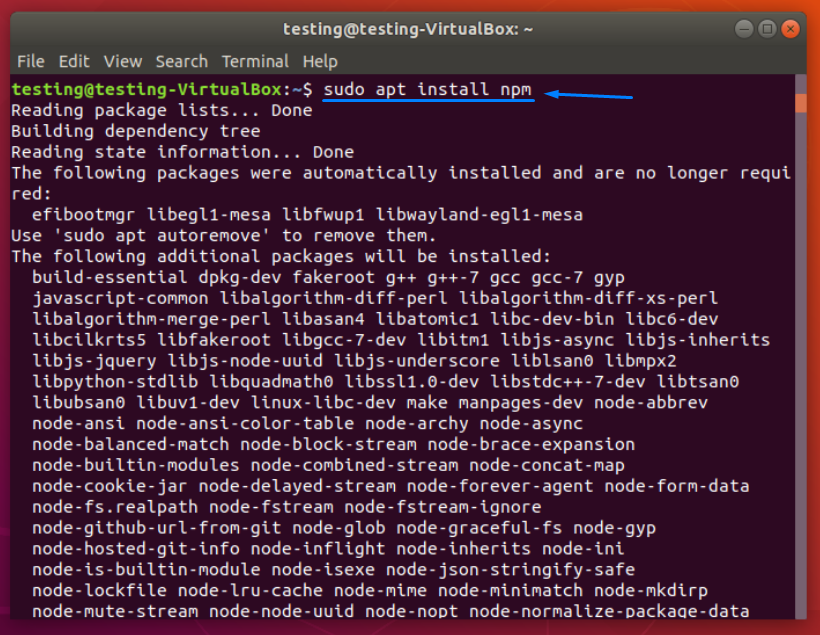 testing@testing-VirtualBox: ~
File Edit View Search Terminal Help
testing@testing-VirtualBox:~$ sudo apt install npm
Reading package lists... Done
Building dependency tree
Reading state information... Done
The following packages were automatically installed and are no longer requi
red:
  efibootmgr libegl1-mesa libfwup1 libwayland-egl1-mesa
Use 'sudo apt autoremove' to remove them.
The following additional packages will be installed:
  build-essential dpkg-dev fakeroot g++ g++-7 gcc gcc-7 gyp
  javascript-common libalgorithm-diff-perl libalgorithm-diff-xs-perl
  libalgorithm-merge-perl libasan4 libatomic1 libc-dev-bin libc6-dev
  libcilkrts5 libfakeroot libgcc-7-dev libitm1 libjs-async libjs-inherits
  libjs-jquery libjs-node-uuid libjs-underscore liblsan0 libmpx2
  libpython-stdlib libquadmath0 libssl1.0-dev libstdc++-7-dev libtsan0
  libubsan0 libuv1-dev linux-libc-dev make manpages-dev node-abbrev
  node-ansi node-ansi-color-table node-archy node-async
  node-balanced-match node-block-stream node-brace-expansion
  node-builtin-modules node-combined-stream node-concat-map
  node-cookie-jar node-delayed-stream node-forever-agent node-form-data
  node-fs.realpath node-fstream node-fstream-ignore
  node-github-url-from-git node-glob node-graceful-fs node-gyp
  node-hosted-git-info node-inflight node-inherits node-ini
  node-is-builtin-module node-isexe node-json-stringify-safe
  node-lockfile node-lru-cache node-mime node-minimatch node-mkdirp
  node-mute-stream node-node-uuid node-nopt node-normalize-package-data